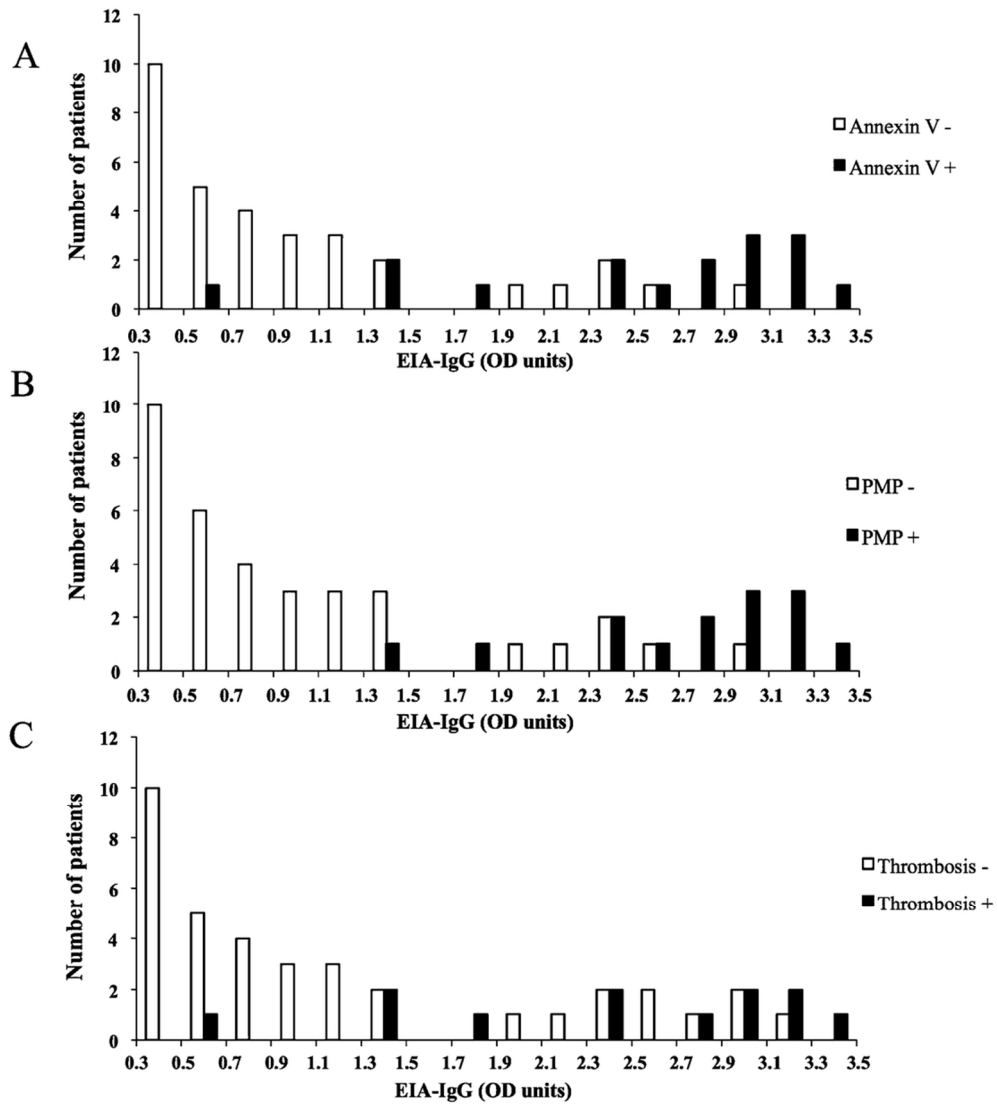 A
Number of patients
12
10
8
6
4
2
0
0.3 0.5 0.7 0.9 1.1 1.3 1.5 1.7 1.9 2.1 2.3 2.5 2.7 2.9 3.1 3.3 3.5
EIA-IgG (OD units)
Annexin V -
Annexin V +
B
Number of patients
12
10
8
6
4
2
0
0.3 0.5 0.7 0.9 1.1 1.3 1.5 1.7 1.9 2.1 2.3 2.5 2.7 2.9 3.1 3.3 3.5
EIA-IgG (OD units)
PMP -
PMP +
C
Number of patients
12
10
8
6
4
2
0
0.3 0.5 0.7 0.9 1.1 1.3 1.5 1.7 1.9 2.1 2.3 2.5 2.7 2.9 3.1 3.3 3.5
EIA-IgG (OD units)
Thrombosis -
Thrombosis +